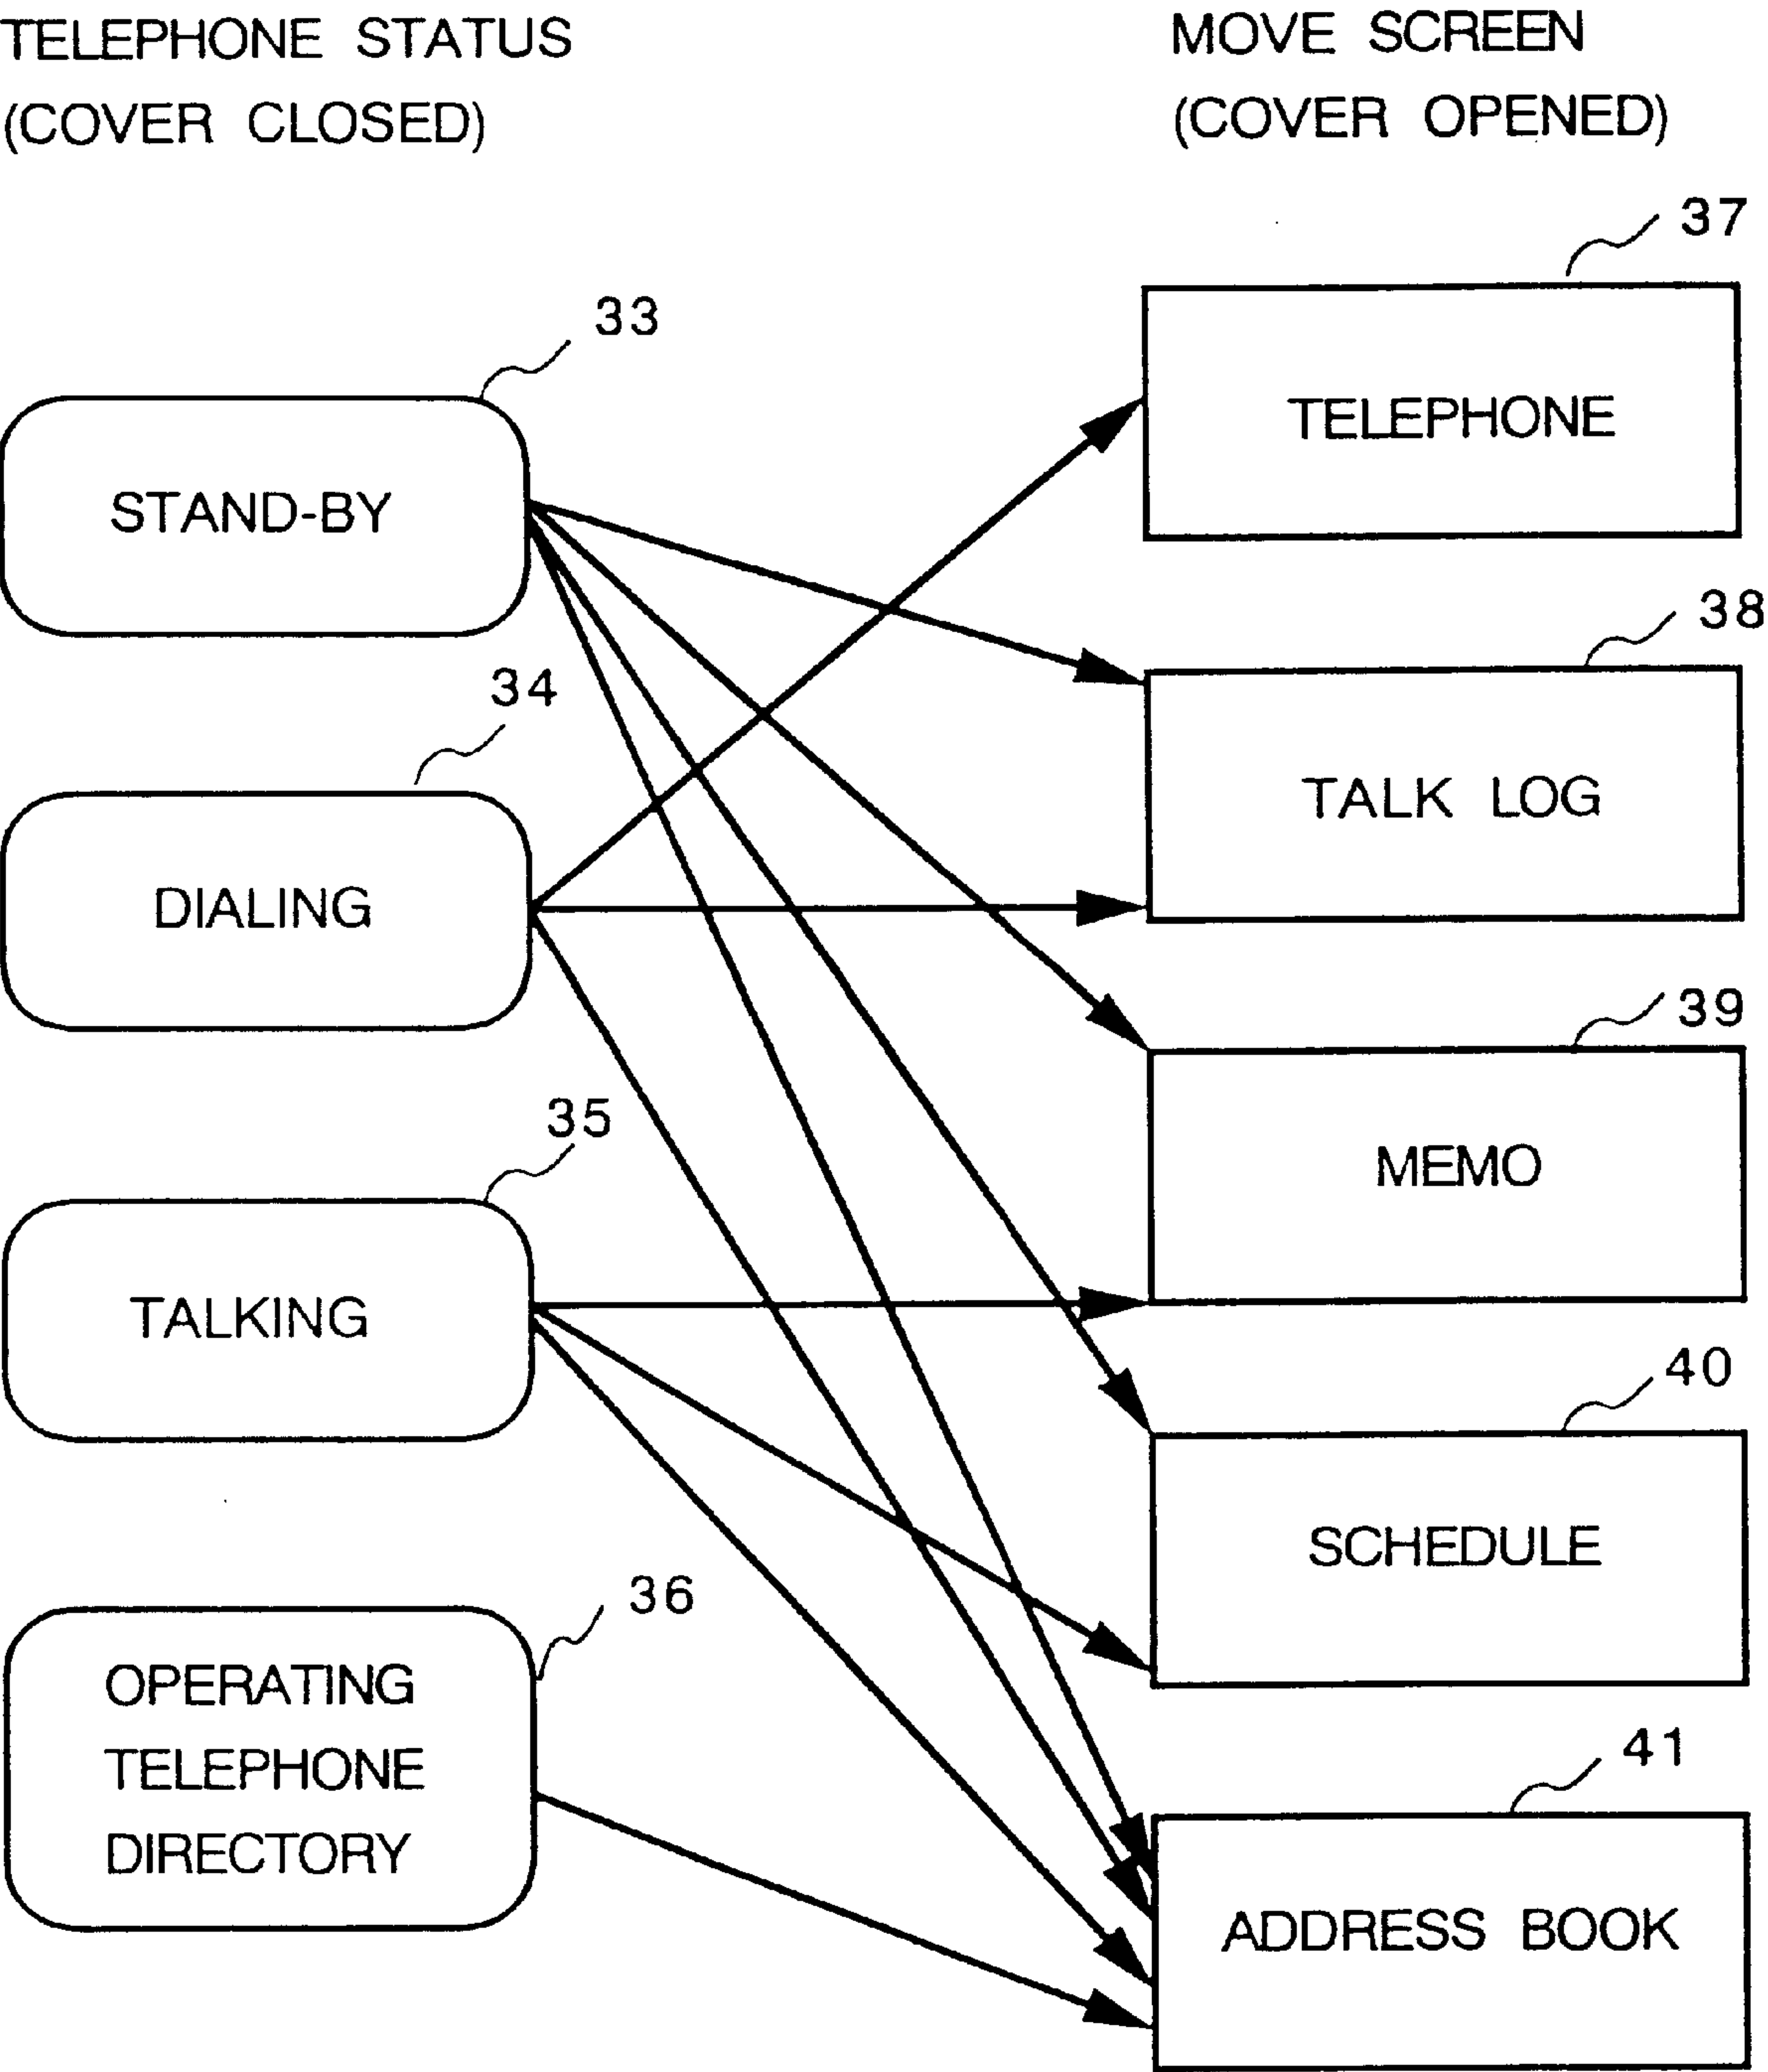 TELEPHONE STATUS
(COVER CLOSED)
MOVE SCREEN
(COVER OPENED)
33
STAND-BY
34
DIALING
35
TALKING
36
OPERATING
TELEPHONE
DIRECTORY
37
TELEPHONE
38
TALK LOG
39
MEMO
40
SCHEDULE
41
ADDRESS BOOK